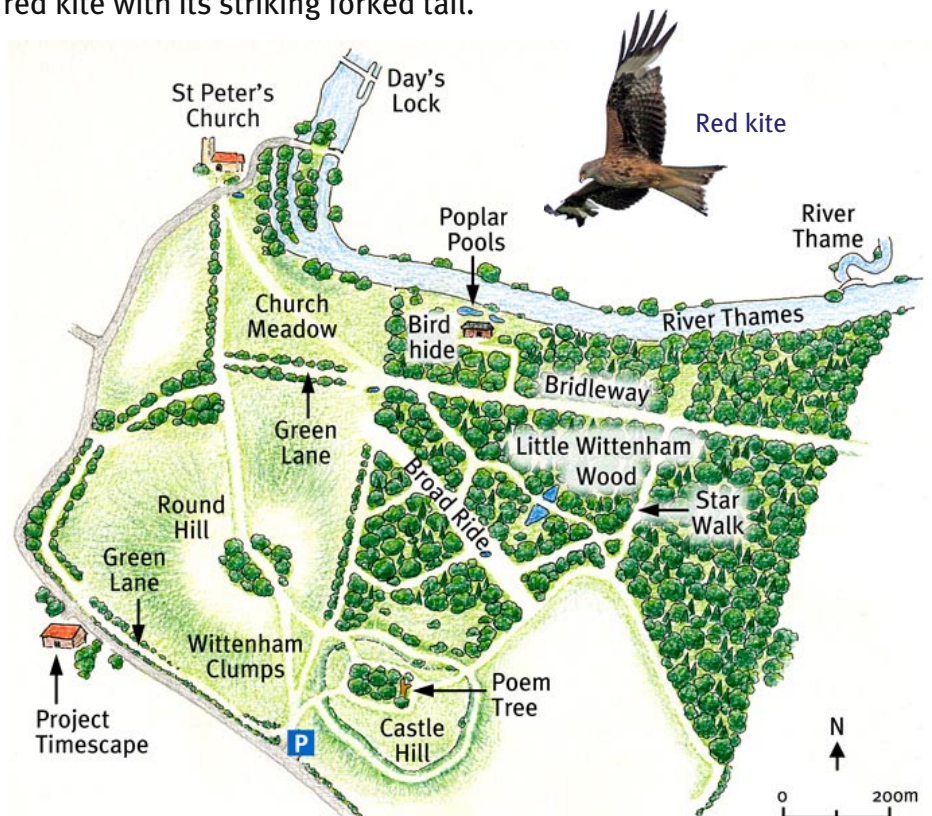 red kite with its striking forked tail.
St Peter's
Church
Day's
Lock
Red kite
Poplar
Pools
River
Thame
Church
Meadow
Bird
hide
River Thames
Bridleway
Green
Lane
Little Wittenham
Wood
Broad Ride
Star
Walk
Round
Hill
Green
Lane
Wittenham
Clumps
Poem
Tree
Project
Timescape
Castle
Hill
P
N
0 200m